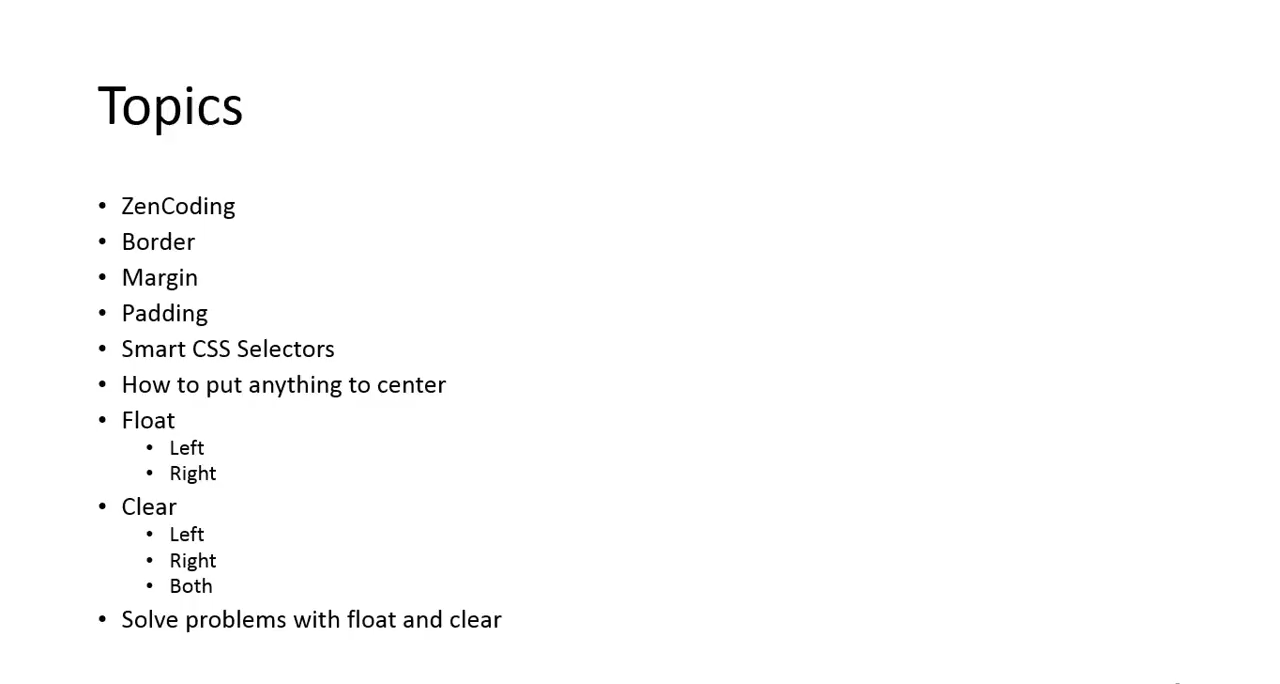 Topics
• ZenCoding
• Border
• Margin
• Padding
• Smart CSS Selectors
• How to put anything to center
• Float
• Left
• Right
• Clear
• Left
• Right
• Both
• Solve problems with float and clear